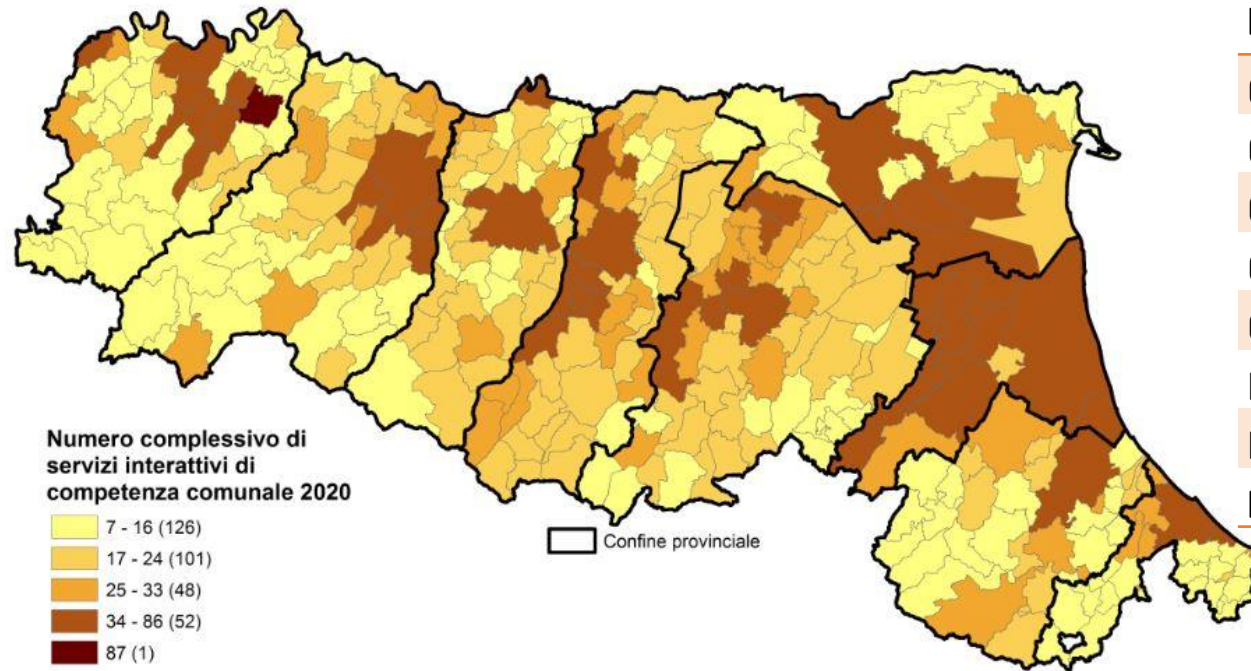 Numero complessivo di
servizi interattivi di
competenza comunale 2020
7 - 16 (126)
17 - 24 (101)
25 - 33 (48)
34 - 86 (52)
87 (1)
Confine provinciale